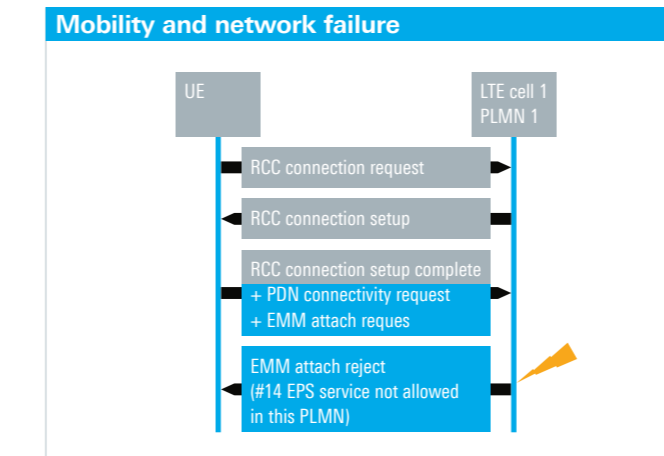 Mobility and network failure
UE
LTE cell 1
PLMN 1
RCC connection request
RCC connection setup
RCC connection setup complete
+ PDN connectivity request
+ EMM attach reques
EMM attach reject
(#14 EPS service not allowed
in this PLMN)